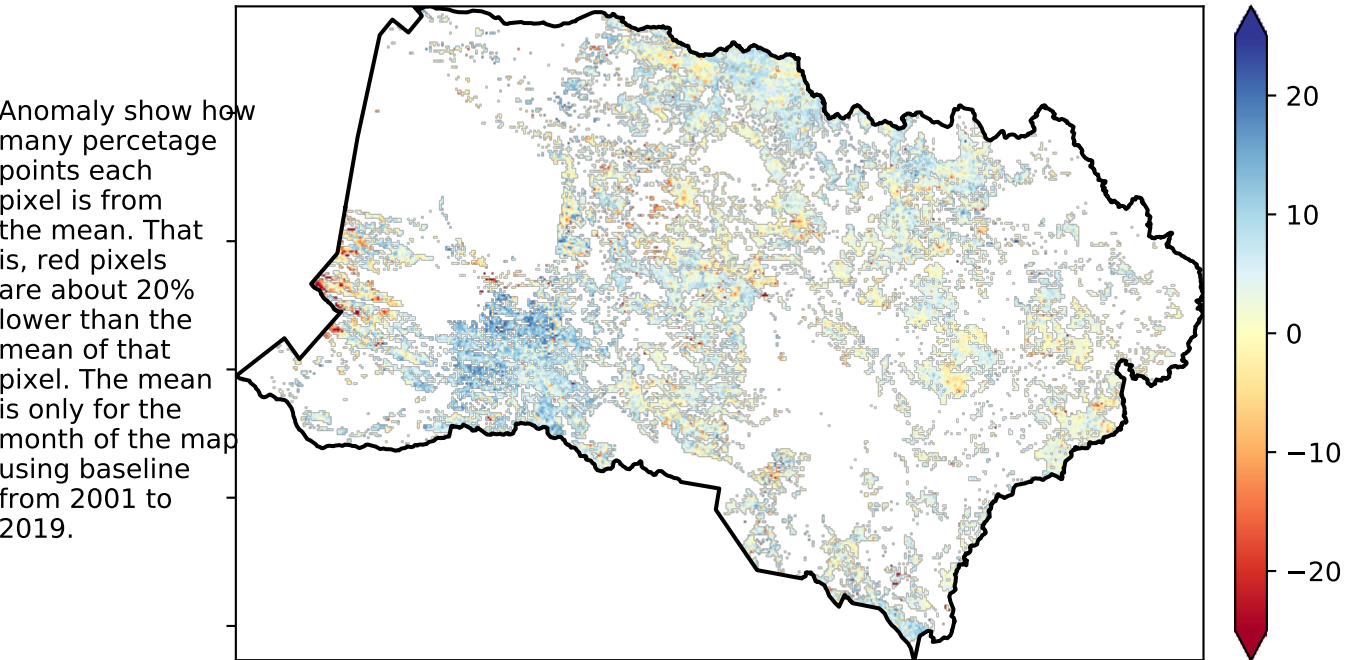 Anomaly show how
many percetage
points each
pixel is from
the mean. That
is, red pixels
are about 20%
lower than the
mean of that
pixel. The mean
is only for the
month of the map
using baseline
from 2001 to
2019.
20
10
0
−10
−20